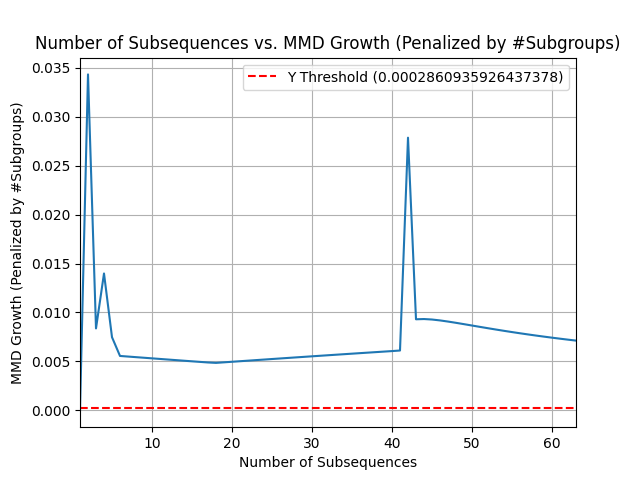 Number of Subsequences vs. MMD Growth (Penalized by #Subgroups)
Y Threshold (0.0002860935926437378)
MMD Growth (Penalized by #Subgroups)
0.035
0.030
0.025
0.020
0.015
0.010
0.005
0.000
10 20 30 40 50 60
Number of Subsequences